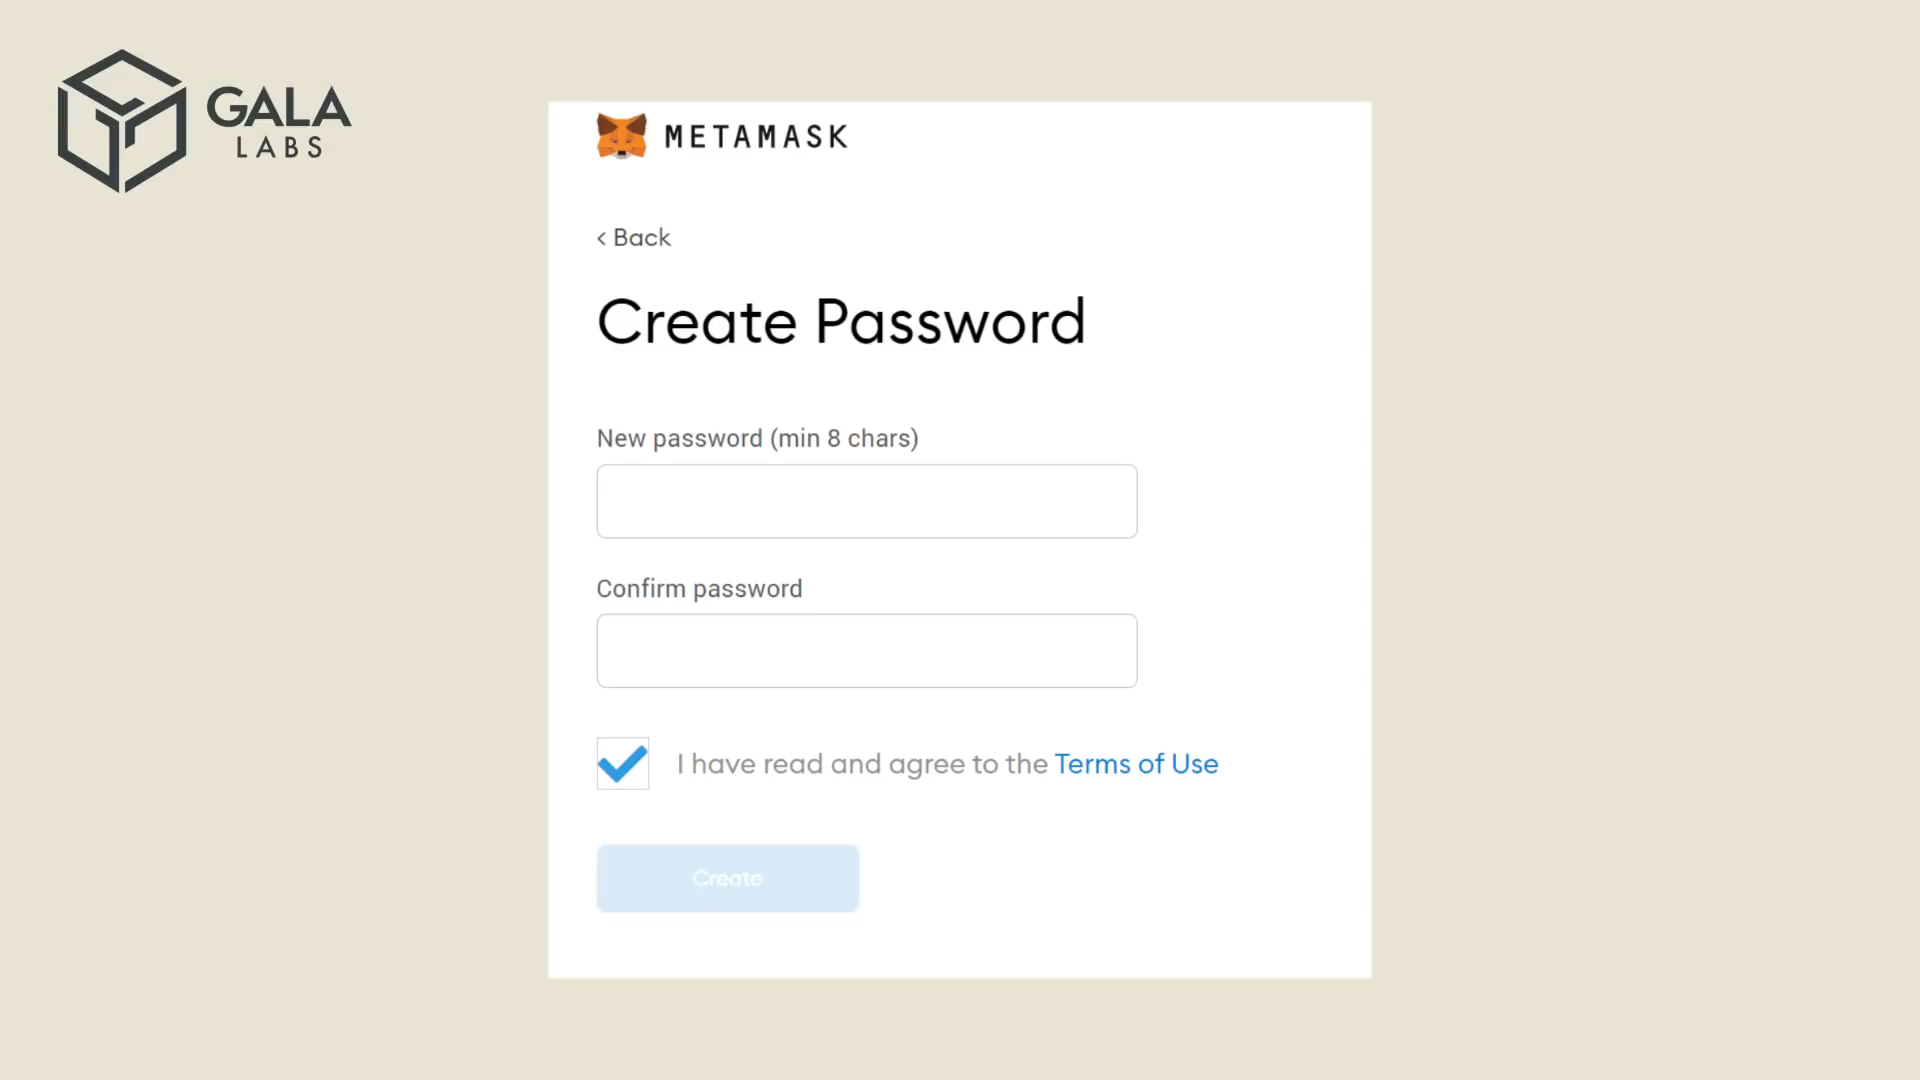 GALA
LABS
METAMASK
< Back
Create Password
New password (min 8 chars)
Confirm password
I have read and agree to the Terms of Use
Create